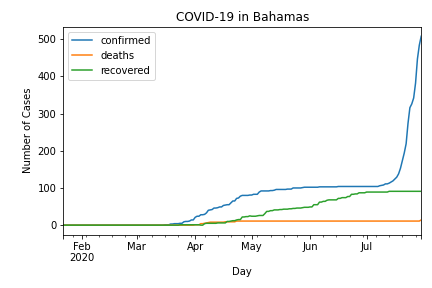 COVID-19 in Bahamas
confirmed
deaths
recovered
Number of Cases
500
400
300
200
100
0
Feb Mar Apr May Jun Jul
2020
Day